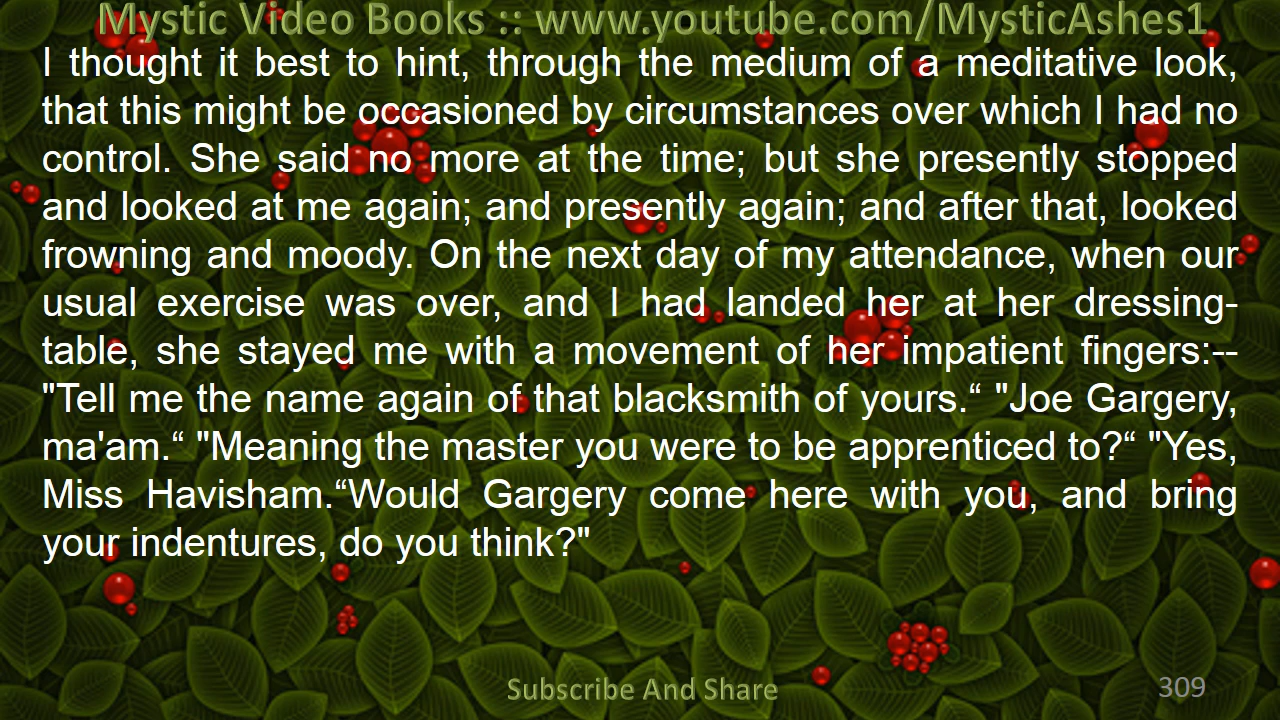 Mystic Video Books :: www.youtube.com/MysticAshes1
I thought it best to hint, through the medium of a meditative look,
that this might be occasioned by circumstances over which I had no
control. She said no more at the time; but she presently stopped
and looked at me again; and presently again; and after that, looked
frowning and moody. On the next day of my attendance, when our
usual exercise was over, and I had landed her at her dressing-
table, she stayed me with a movement of her impatient fingers:--
"Tell me the name again of that blacksmith of yours.“ "Joe Gargery,
ma'am.“ "Meaning the master you were to be apprenticed to?“ "Yes,
Miss Havisham.“Would Gargery come here with you, and bring
your indentures, do you think?"
Subscribe And Share
309